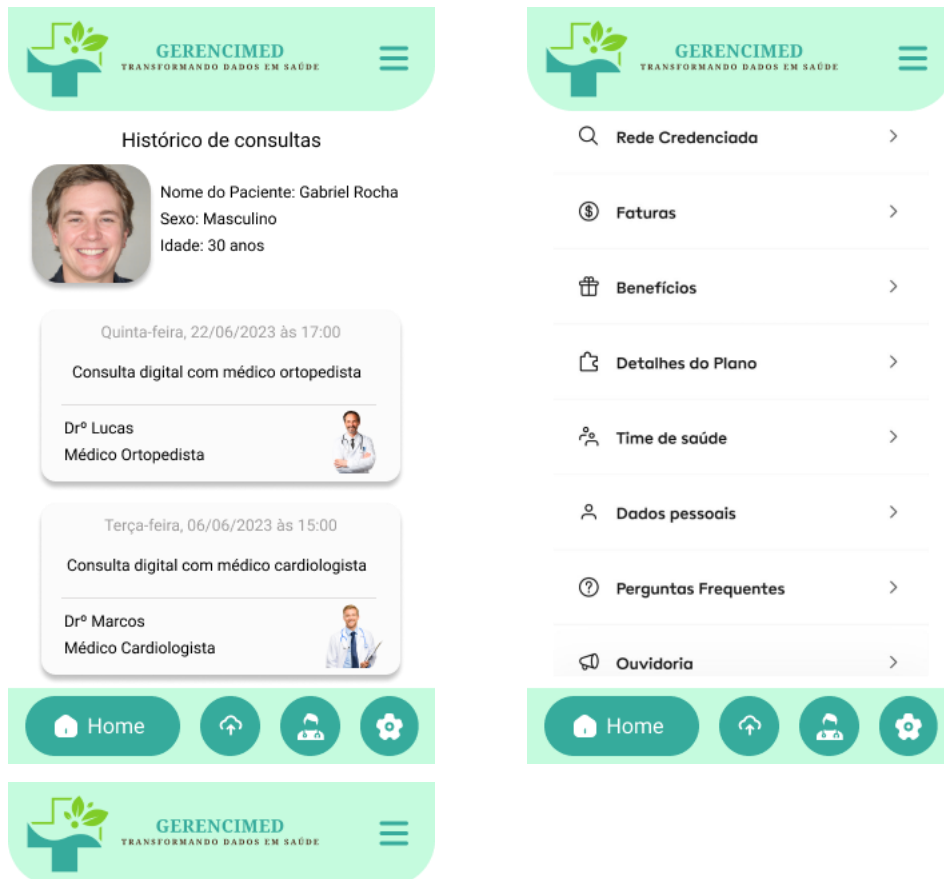 GERENCIMED
TRANSFORMANDO DADOS EM SAÚDE
Histórico de consultas
Nome do Paciente: Gabriel Rocha
Sexo: Masculino
Idade: 30 anos
Quinta-feira, 22/06/2023 às 17:00
Consulta digital com médico ortopedista
Drº Lucas
Médico Ortopedista
Terça-feira, 06/06/2023 às 15:00
Consulta digital com médico cardiologista
Drº Marcos
Médico Cardiologista
Home
GERENCIMED
TRANSFORMANDO DADOS EM SAÚDE
Rede Credenciada
Faturas
Benefícios
Detalhes do Plano
Time de saúde
Dados pessoais
Perguntas Frequentes
Ouvidoria
Home
GERENCIMED
TRANSFORMANDO DADOS EM SAÚDE